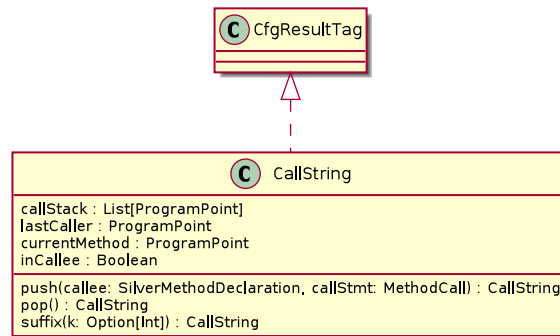 C CfgResultTag
C CallString
callStack : List[ProgramPoint]
lastCaller : ProgramPoint
currentMethod : ProgramPoint
inCallee : Boolean
push(callee: SilverMethodDeclaration, callStmt: MethodCall) : CallString
pop() : CallString
suffix(k: Option[Int]) : CallString